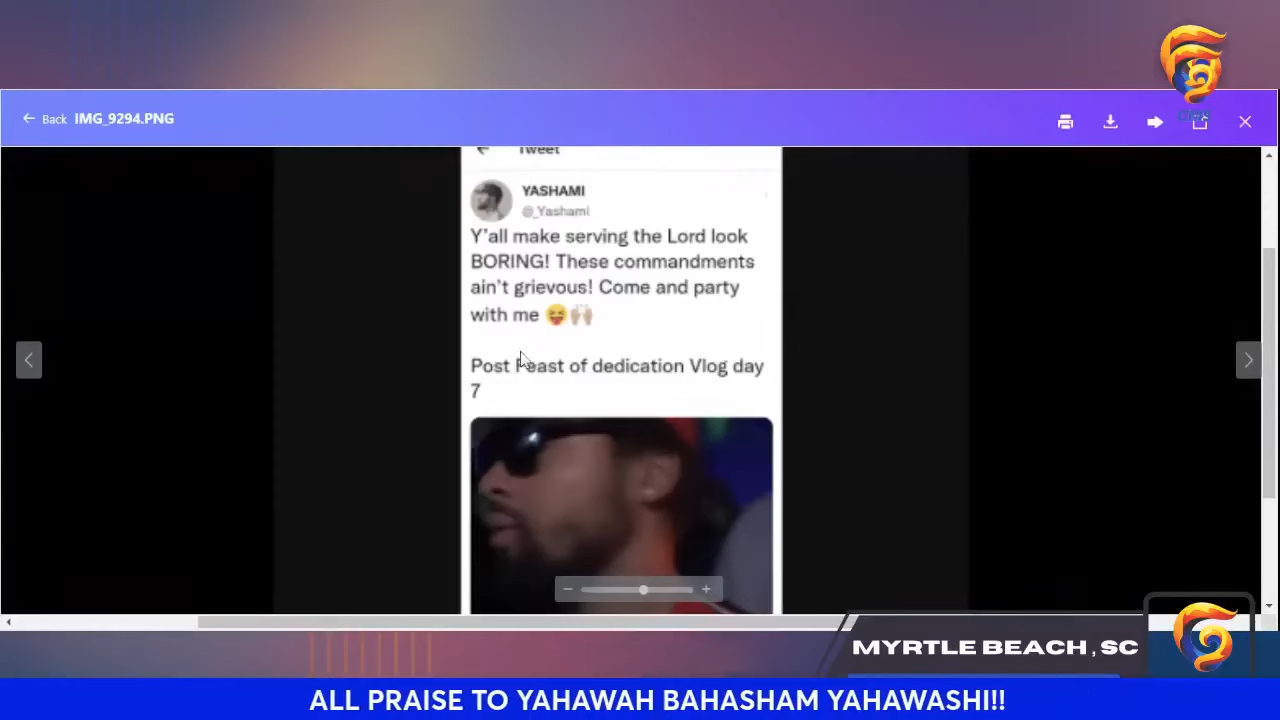 Back IMG_9294.PNG
Tweet
YASHAMI
@_Yashami
Y'all make serving the Lord look
BORING! These commandments
ain't grievous! Come and party
with me 😝🙌🏼
Post Feast of dedication Vlog day
7
MYRTLE BEACH , SC
ALL PRAISE TO YAHAWAH BAHASHAM YAHAWASHI!!